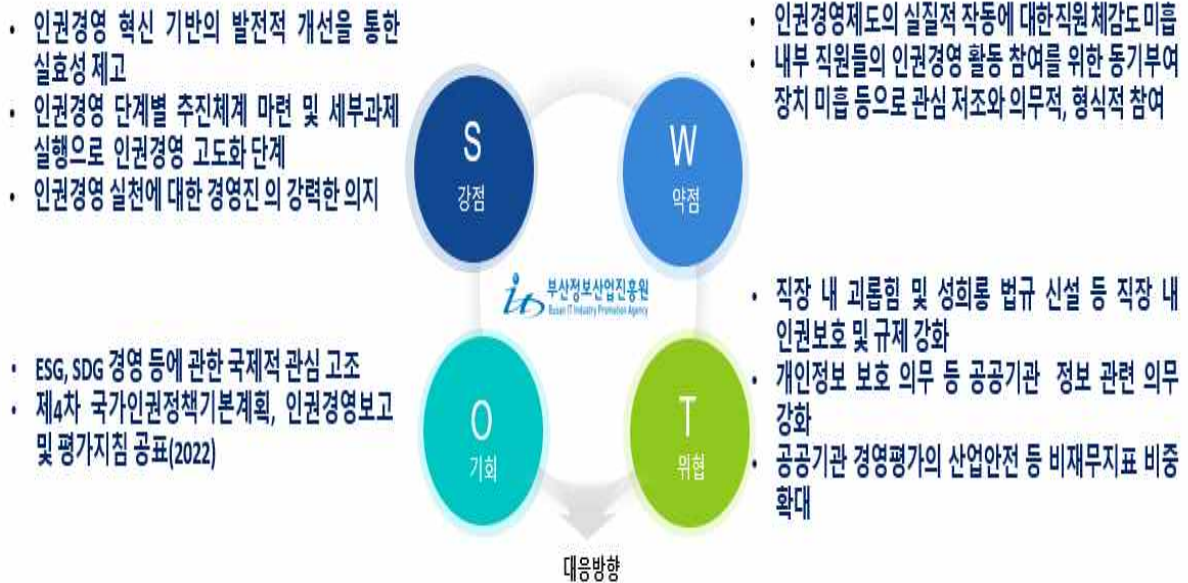 • 인권경영 혁신 기반의 발전적 개선을 통한
실효성 제고
• 인권경영 단계별 추진체계 마련 및 세부과제
실행으로 인권경영 고도화 단계
• 인권경영 실천에 대한 경영진 의 강력한 의지
S
강점
• 인권경영제도의 실질적 작동에 대한 직원 체감도 미흡
• 내부 직원들의 인권경영 활동 참여를 위한 동기부여
장치 미흡 등으로 관심 저조와 의무적, 형식적 참여
W
약점
부산정보산업진흥원
Busan IT Industry Promotion Agency
• ESG, SDG 경영 등에 관한 국제적 관심 고조
• 제4차 국가인권정책기본계획, 인권경영보고
및 평가지침 공표(2022)
O
기회
• 직장 내 괴롭힘 및 성희롱 법규 신설 등 직장 내
인권보호 및 규제 강화
• 개인정보 보호 의무 등 공공기관 정보 관련 의무
강화
• 공공기관 경영평가의 산업안전 등 비재무지표 비중
확대
T
위협
대응방향